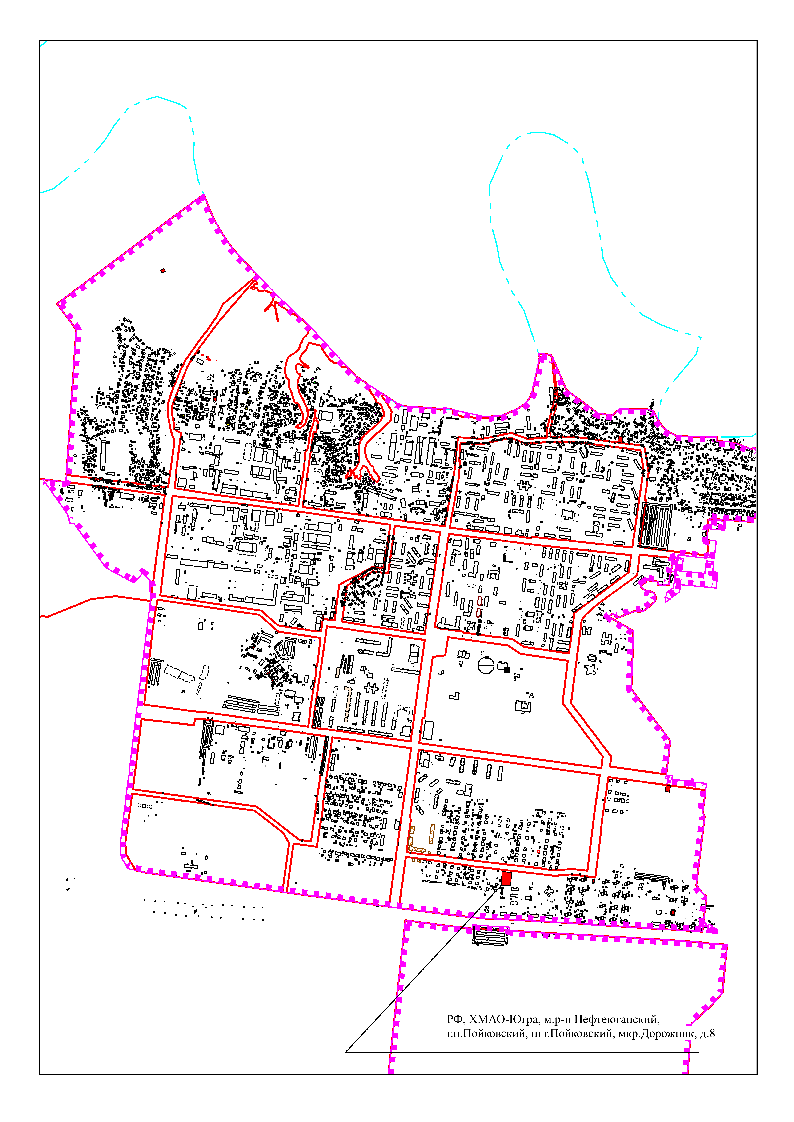 РФ, ХМАО-Югра, м.р-н Нефтеюганский,
г.п.Пойковский, пгт.Пойковский, мкр.Дорожник, д.8